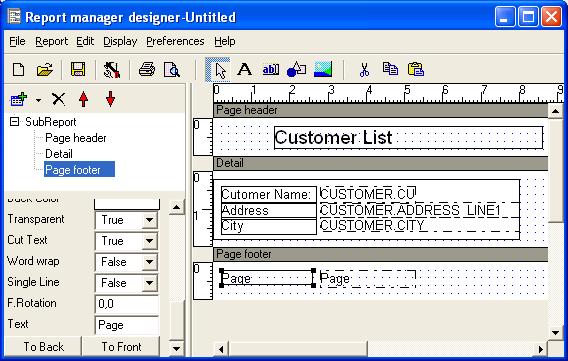 Report manager designer-Untitled
File Report Edit Display Preferences Help
A ab|
0 1 2 3 4 5 6 7 8 9
SubReport
Page header
Detail
Page footer
Back Color
Transparent True
Cut Text True
Word wrap False
Single Line False
F.Rotation 0,0
Text Page
To Back To Front
Page header
0
Customer List
Detail
0
1
Cutomer Name: CUSTOMER.CU
Address CUSTOMER.ADDRESS_LINE1
City CUSTOMER.CITY
Page footer
0
Page Page